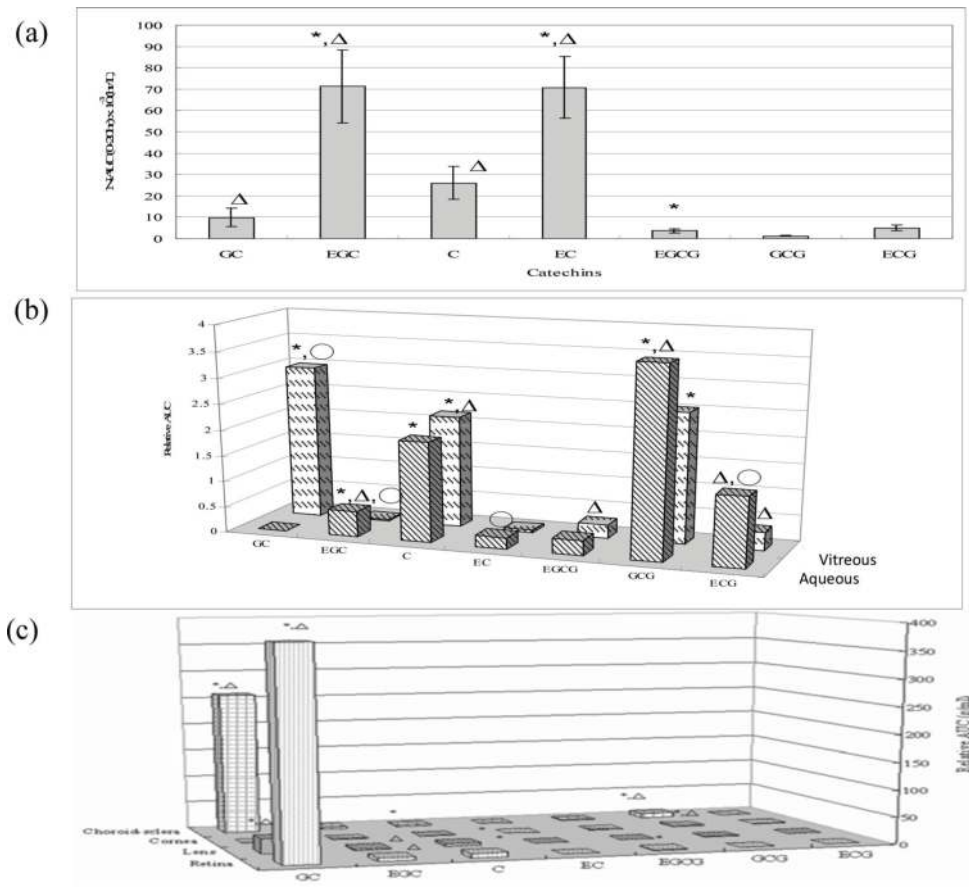 (a)
100
90
80
70
60
50
40
30
20
10
0
*,Δ
*,Δ
Δ
Δ
*
GC EGC C EC EGCG GCG ECG
Catechins
(b)
4
3.5
3
2.5
2
1.5
1
0.5
0
Relative AUC
*,○
*,Δ
*,Δ
*
*
*,Δ,○
○
Δ
Δ,○
Δ
GC EGC C EC EGCG GCG ECG
Vitreous
Aqueous
(c)
400
350
300
250
200
150
100
50
0
Relative AUC (g/mL)
*,Δ
*,Δ
*
*,Δ
Choroid-sclera
Cornea
Lens
Retina
GC EGC C EC EGCG GCG ECG